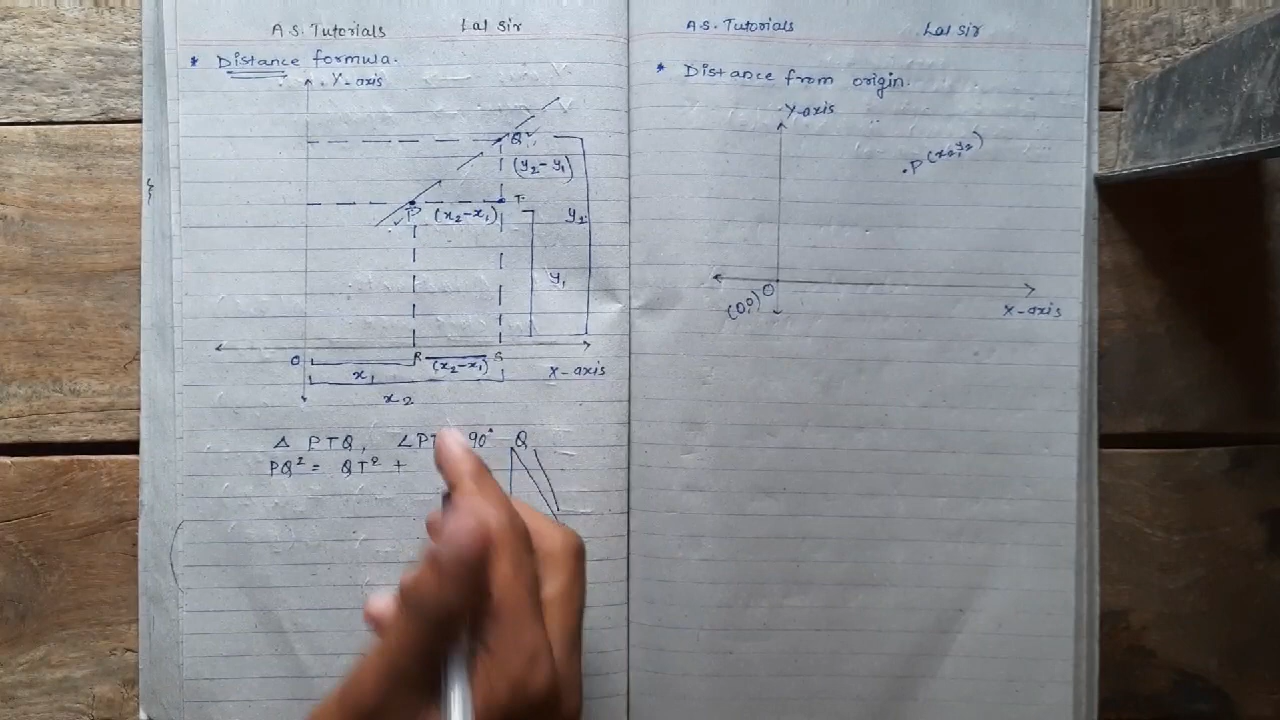 A.S. Tutorials Lal sir
* Distance formula.
Y-axis
Q
(y₂-y₁)
P (x₂-x₁) T
y₂
y₁
O R (x₂-x₁) S
x₁ X-axis
x₂
△ PTQ, ∠PT 90° Q
PQ² = QT² +
A.S. Tutorials Lal sir
* Distance from origin.
Y-axis
.P
O
(0,0) X-axis